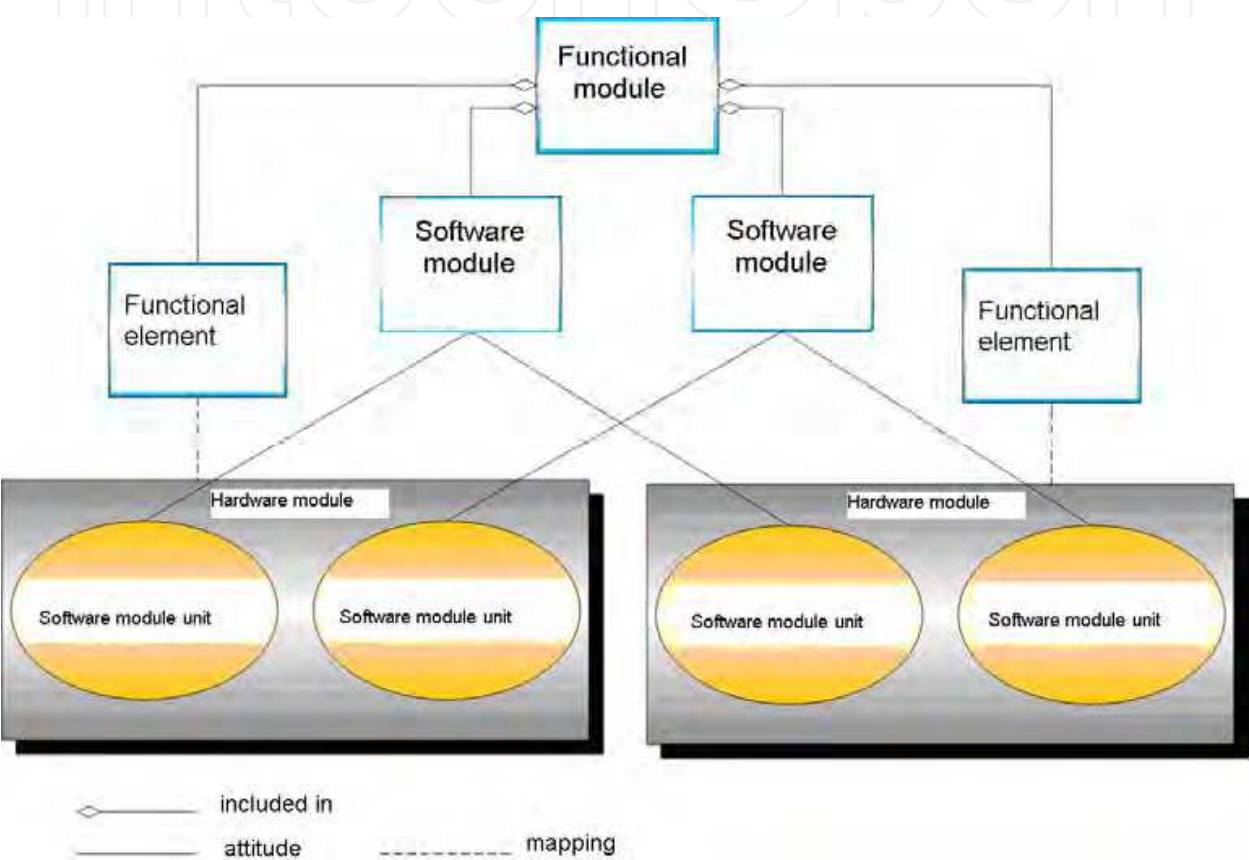 Functional
module
Software
module
Software
module
Functional
element
Functional
element
Hardware module
Hardware module
Software module unit
Software module unit
Software module unit
Software module unit
included in
attitude
mapping